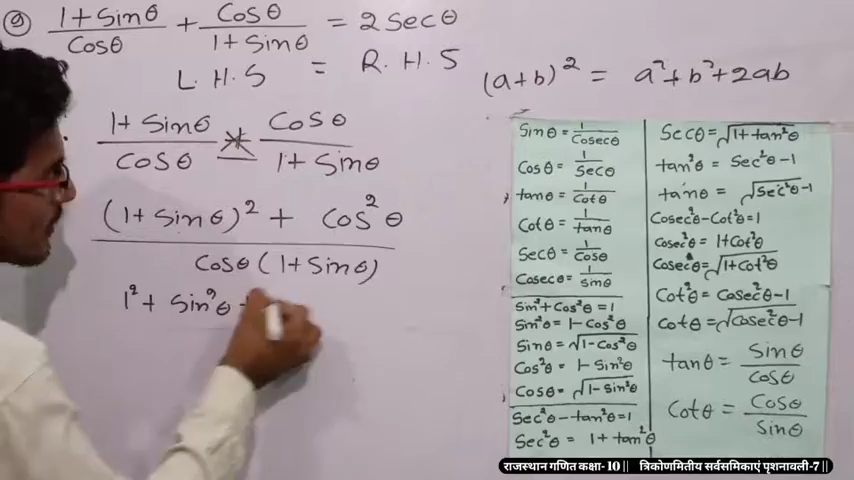 ⑨ (1+Sinθ)/Cosθ + Cosθ/(1+Sinθ) = 2Secθ
L.H.S = R.H.S
(1+Sinθ)/Cosθ + Cosθ/(1+Sinθ)
((1+Sinθ)² + Cos²θ)/(Cosθ(1+Sinθ))
1² + Sin²θ +
(a+b)² = a²+b²+2ab
Sinθ = 1/Cosecθ
Cosθ = 1/Secθ
tanθ = 1/Cotθ
Cotθ = 1/tanθ
Secθ = 1/Cosθ
Cosecθ = 1/Sinθ
Sin²+Cos²θ=1
Sin²θ = 1-Cos²θ
Sinθ = √1-Cos²θ
Cos²θ = 1-Sin²θ
Cosθ = √1-Sin²θ
Sec²θ-tan²θ=1
Sec²θ = 1+tan²θ
Secθ = √1+tan²θ
tan²θ = Sec²θ-1
tanθ = √Sec²θ-1
Cosec²θ-Cot²θ=1
Cosec²θ = 1+Cot²θ
Cosecθ = √1+Cot²θ
Cot²θ = Cosec²θ-1
Cotθ = √Cosec²θ-1
tanθ = Sinθ/Cosθ
Cotθ = Cosθ/Sinθ
राजस्थान गणित कक्षा-10 || त्रिकोणमितीय सर्वसमिकाएं प्रश्नावली-7 ||